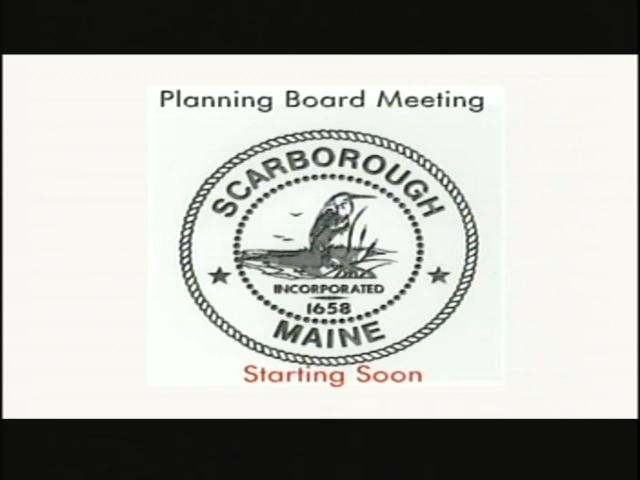 Planning Board Meeting
SCARBOROUGH
INCORPORATED
1658
MAINE
Starting Soon